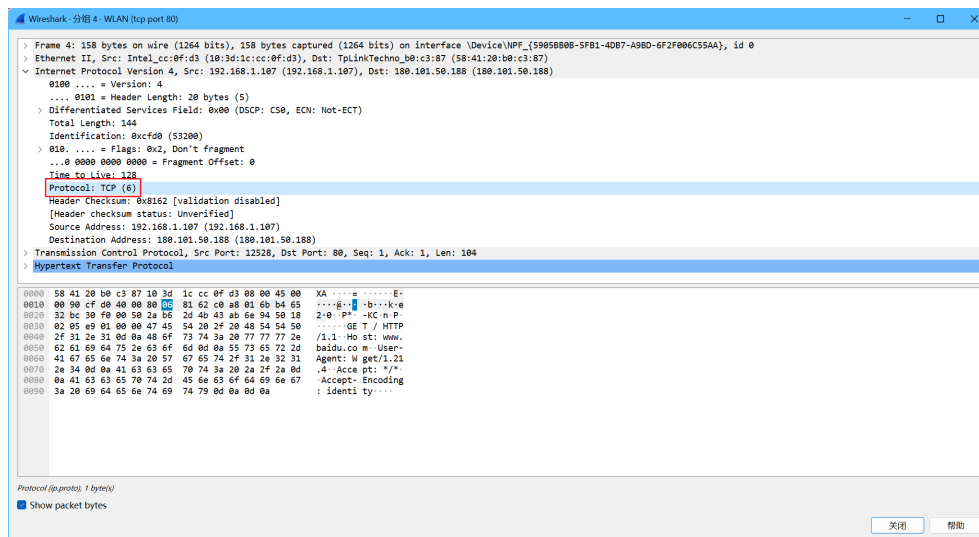 Wireshark · 分组 4 · WLAN (tcp port 80)
Frame 4: 158 bytes on wire (1264 bits), 158 bytes captured (1264 bits) on interface \Device\NPF_{5905BB0B-5FB1-4DB7-A9BD-6F2F006C55AA}, id 0
Ethernet II, Src: Intel_cc:0f:d3 (10:3d:1c:cc:0f:d3), Dst: TpLinkTechno_b0:c3:87 (58:41:20:b0:c3:87)
Internet Protocol Version 4, Src: 192.168.1.107 (192.168.1.107), Dst: 180.101.50.188 (180.101.50.188)
0100 .... = Version: 4
.... 0101 = Header Length: 20 bytes (5)
Differentiated Services Field: 0x00 (DSCP: CS0, ECN: Not-ECT)
Total Length: 144
Identification: 0xcfd0 (53200)
010. .... = Flags: 0x2, Don't fragment
...0 0000 0000 0000 = Fragment Offset: 0
Time to Live: 128
Protocol: TCP (6)
Header Checksum: 0x8162 [validation disabled]
[Header checksum status: Unverified]
Source Address: 192.168.1.107 (192.168.1.107)
Destination Address: 180.101.50.188 (180.101.50.188)
Transmission Control Protocol, Src Port: 12528, Dst Port: 80, Seq: 1, Ack: 1, Len: 104
Hypertext Transfer Protocol
0000 58 41 20 b0 c3 87 10 3d 1c cc 0f d3 08 00 45 00 XA ····= ······E·
0010 00 90 cf d0 40 00 80 06 81 62 c0 a8 01 6b b4 65 ····@··· ·b···k·e
0020 32 bc 30 f0 00 50 2a b6 2d 4b 43 ab 6e 94 50 18 2·0··P*· -KC·n·P·
0030 02 05 e9 01 00 00 47 45 54 20 2f 20 48 54 54 50 ······GE T / HTTP
0040 2f 31 2e 31 0d 0a 48 6f 73 74 3a 20 77 77 77 2e /1.1··Ho st: www.
0050 62 61 69 64 75 2e 63 6f 6d 0d 0a 55 73 65 72 2d baidu.co m··User-
0060 41 67 65 6e 74 3a 20 57 67 65 74 2f 31 2e 32 31 Agent: W get/1.21
0070 2e 34 0d 0a 41 63 63 65 70 74 3a 20 2a 2f 2a 0d .4··Acce pt: */*·
0080 0a 41 63 63 65 70 74 2d 45 6e 63 6f 64 69 6e 67 ·Accept- Encoding
0090 3a 20 69 64 65 6e 74 69 74 79 0d 0a 0d 0a : identi ty····
Protocol (ip.proto), 1 byte(s)
Show packet bytes
关闭 帮助